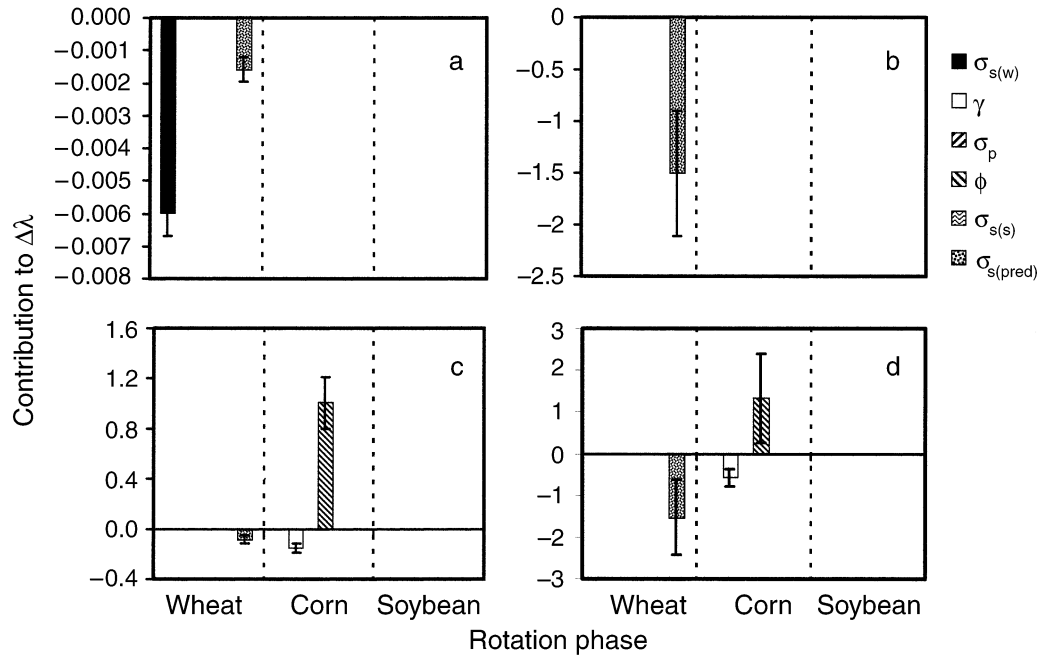 Contribution to Δλ
0.000
−0.001
−0.002
−0.003
−0.004
−0.005
−0.006
−0.007
−0.008
a
0
−0.5
−1
−1.5
−2
−2.5
b
σs(w)
γ
σp
ϕ
σs(s)
σs(pred)
1.6
1.2
0.8
0.4
0.0
−0.4
c
3
2
1
0
−1
−2
−3
d
Wheat Corn Soybean
Wheat Corn Soybean
Rotation phase